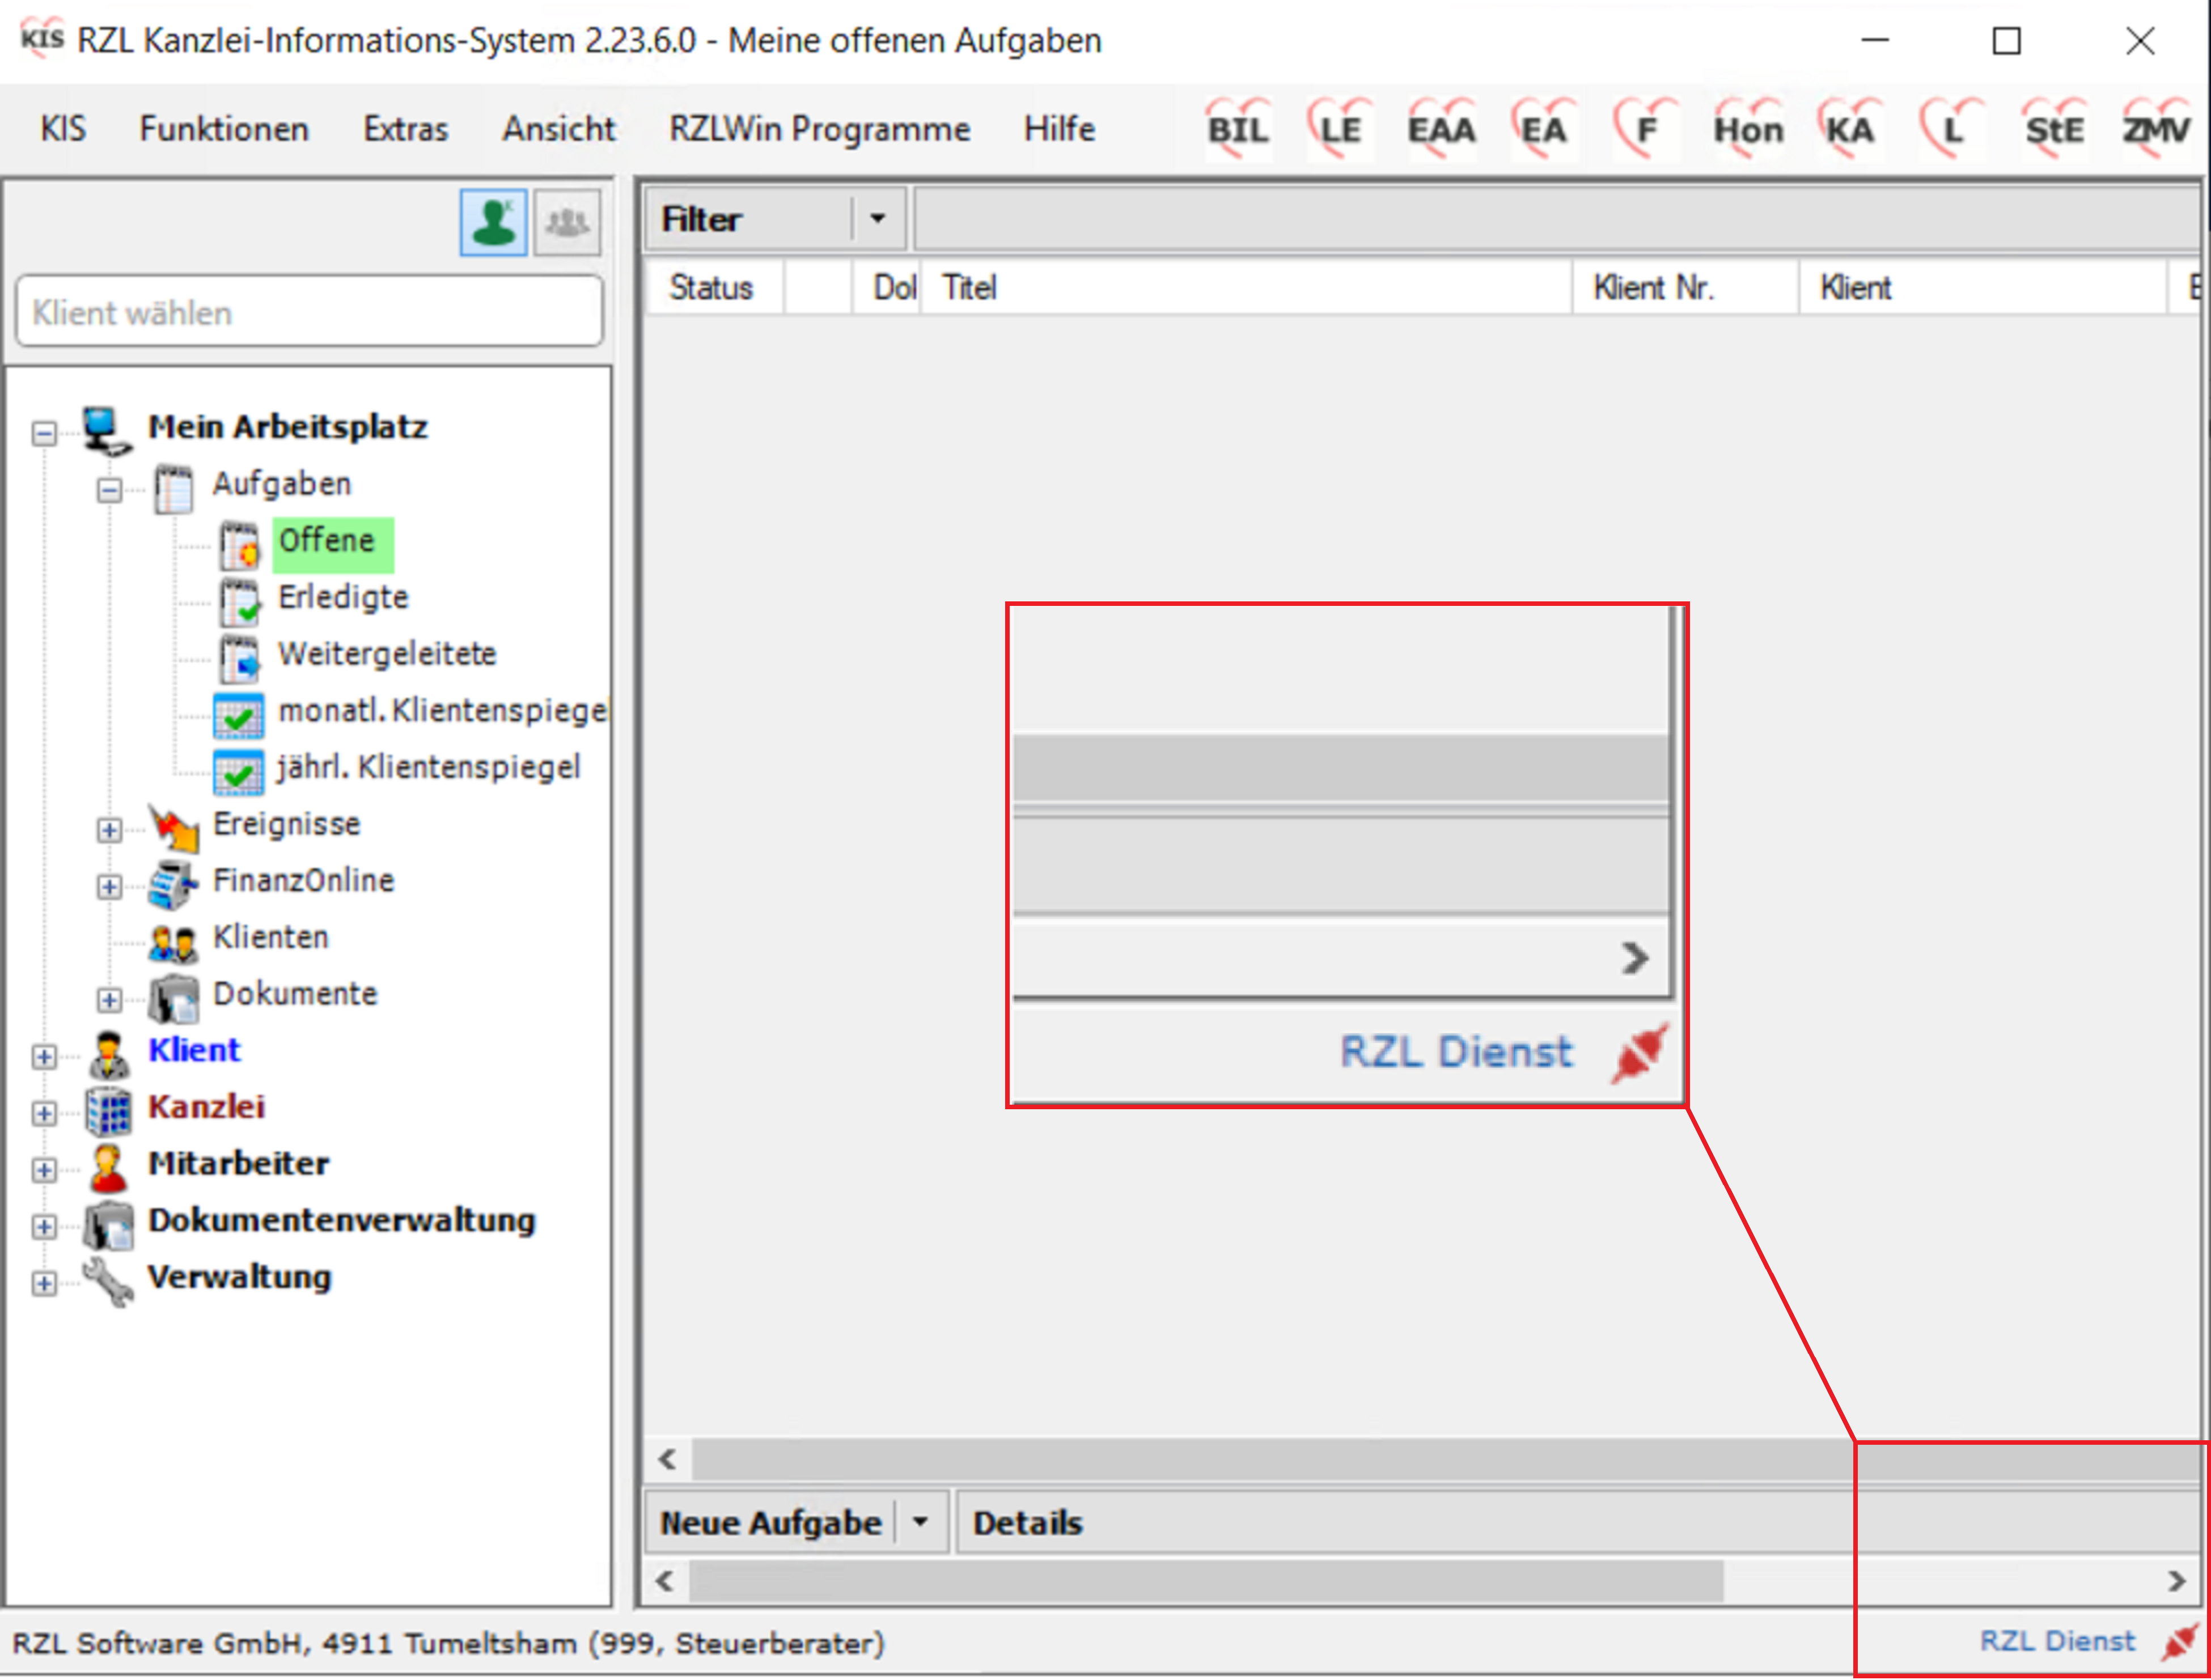 KIS RZL Kanzlei-Informations-System 2.23.6.0 - Meine offenen Aufgaben
KIS Funktionen Extras Ansicht RZLWin Programme Hilfe BIL LE EAA EA F Hon KA L StE ZMV
Filter
Klient wählen
Status Dol Titel Klient Nr. Klient E
Mein Arbeitsplatz
Aufgaben
Offene
Erledigte
Weitergeleitete
monatl. Klientenspiegel
jährl. Klientenspiegel
Ereignisse
FinanzOnline
Klienten
Dokumente
Klient
Kanzlei
Mitarbeiter
Dokumentenverwaltung
Verwaltung
RZL Dienst
Neue Aufgabe Details
RZL Software GmbH, 4911 Tumeltsham (999, Steuerberater) RZL Dienst